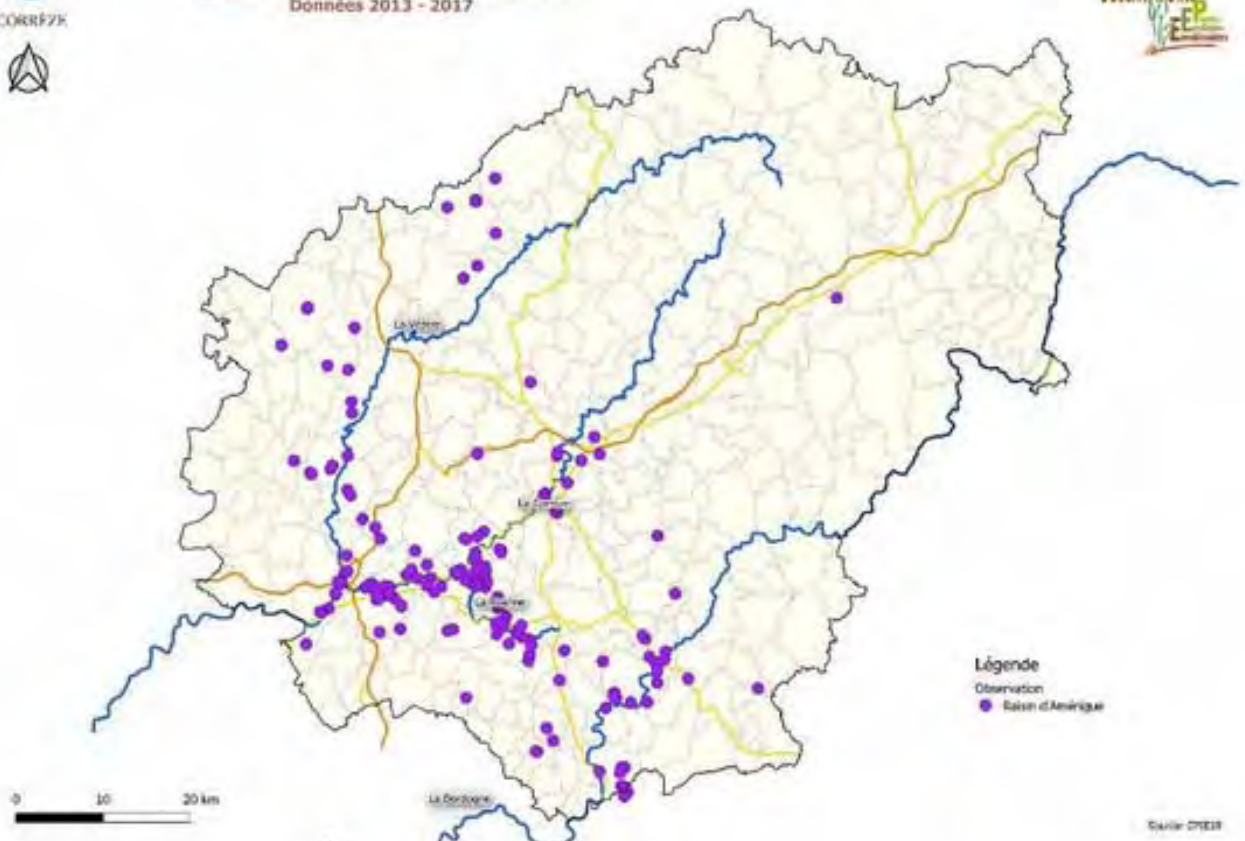 Données 2013 - 2017
CORRÈZE
La Vézère
La Corrèze
La Dordogne
Légende
Observation
Raisin d'Amérique
0 10 20 km